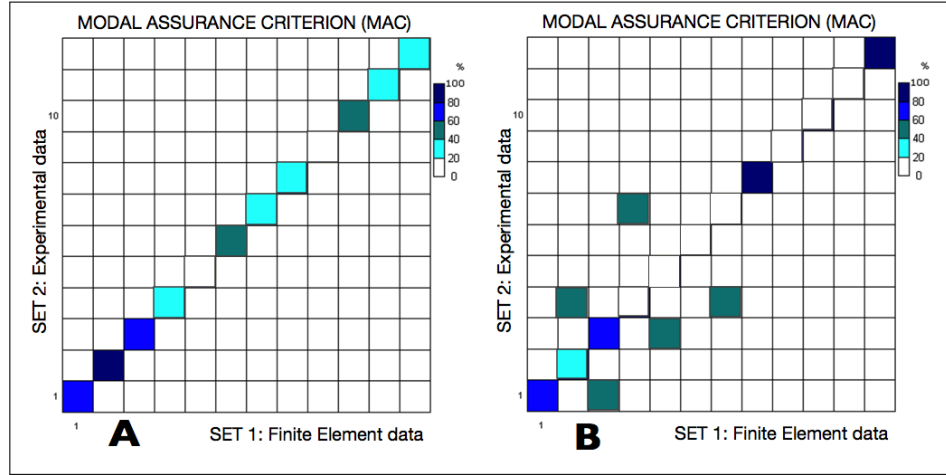 MODAL ASSURANCE CRITERION (MAC)
SET 2: Experimental data
10
1
1
%
100
80
60
40
20
0
A
SET 1: Finite Element data
MODAL ASSURANCE CRITERION (MAC)
SET 2: Experimental data
10
1
1
%
100
80
60
40
20
0
B
SET 1: Finite Element data